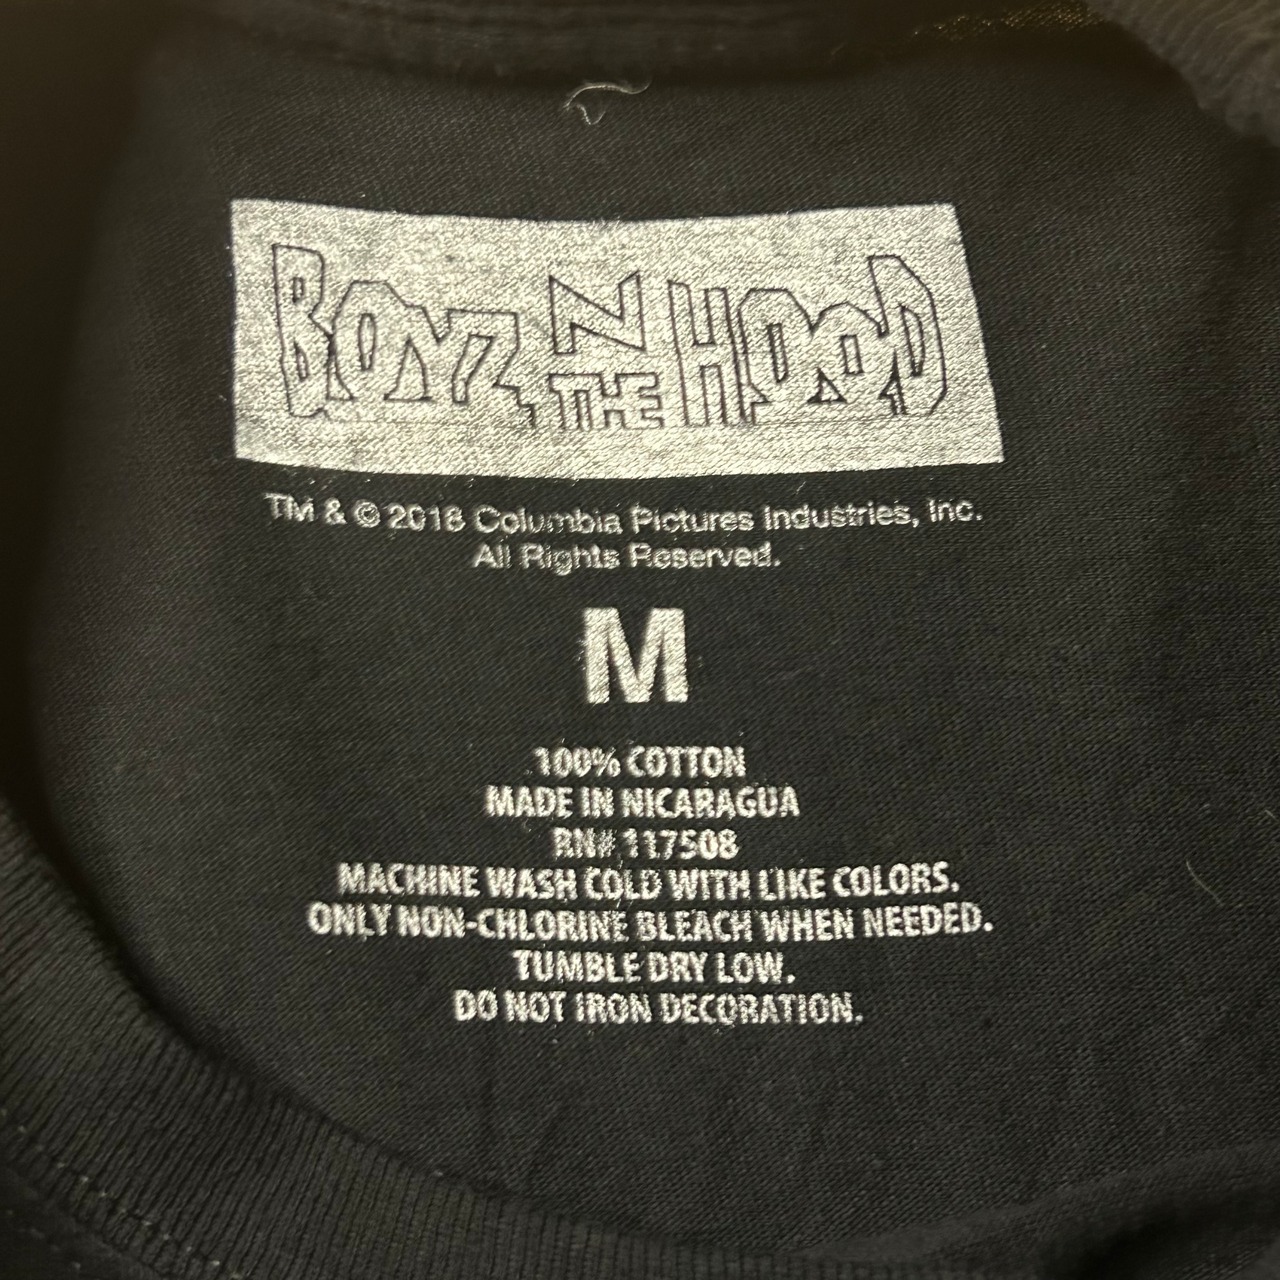 BOYZ N THE HOOD
TM & © 2018 Columbia Pictures Industries, Inc.
All Rights Reserved.
M
100% COTTON
MADE IN NICARAGUA
RN# 117508
MACHINE WASH COLD WITH LIKE COLORS.
ONLY NON-CHLORINE BLEACH WHEN NEEDED.
TUMBLE DRY LOW.
DO NOT IRON DECORATION.